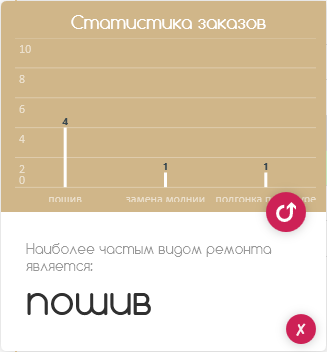 Статистика заказов
10
8
6
4
2
0
4
1
1
пошив
замена молнии
подгонка п
Наиболее частым видом ремонта
является:
пошив